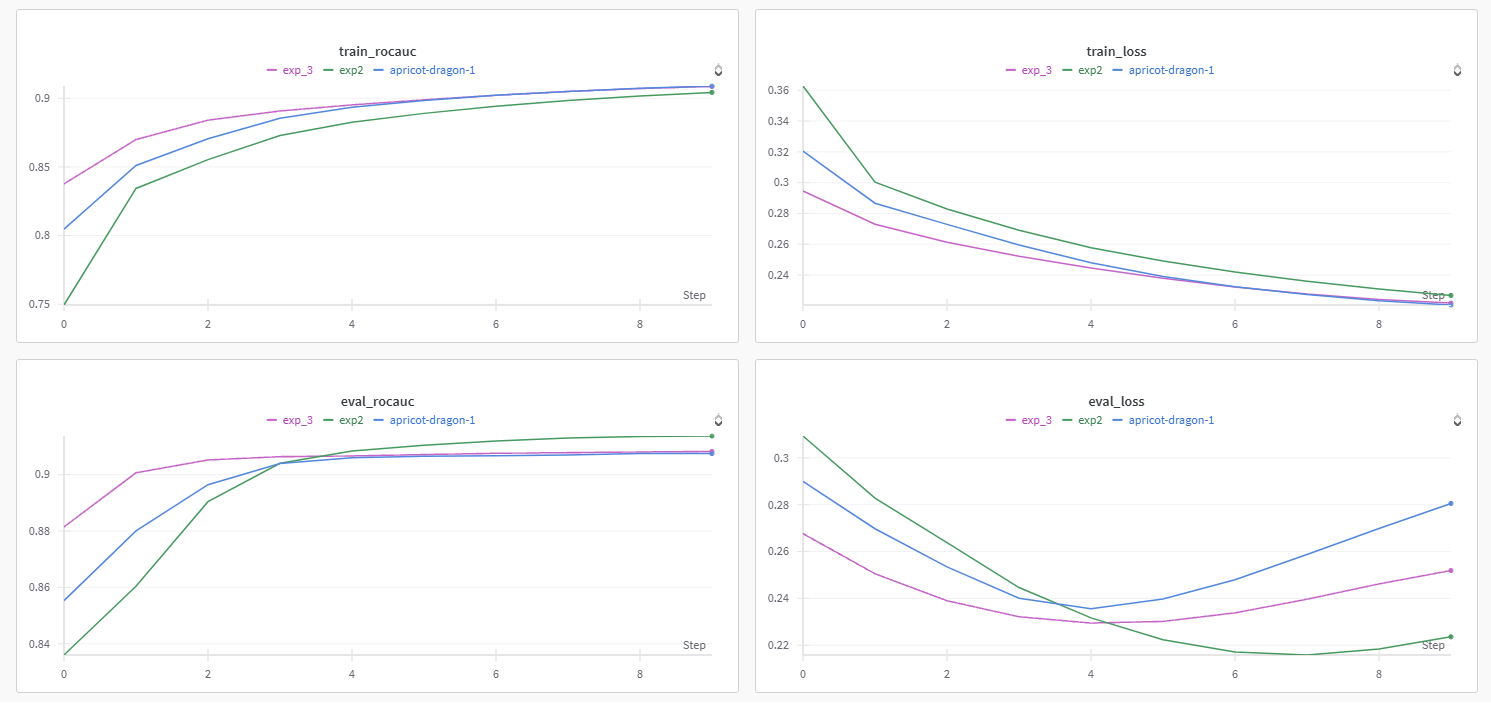 train_rocauc
exp_3 exp2 apricot-dragon-1
0.9
0.85
0.8
0.75
Step
0 2 4 6 8
train_loss
exp_3 exp2 apricot-dragon-1
0.36
0.34
0.32
0.3
0.28
0.26
0.24
Step
0 2 4 6 8
eval_rocauc
exp_3 exp2 apricot-dragon-1
0.9
0.88
0.86
0.84
Step
0 2 4 6 8
eval_loss
exp_3 exp2 apricot-dragon-1
0.3
0.28
0.26
0.24
0.22
Step
0 2 4 6 8